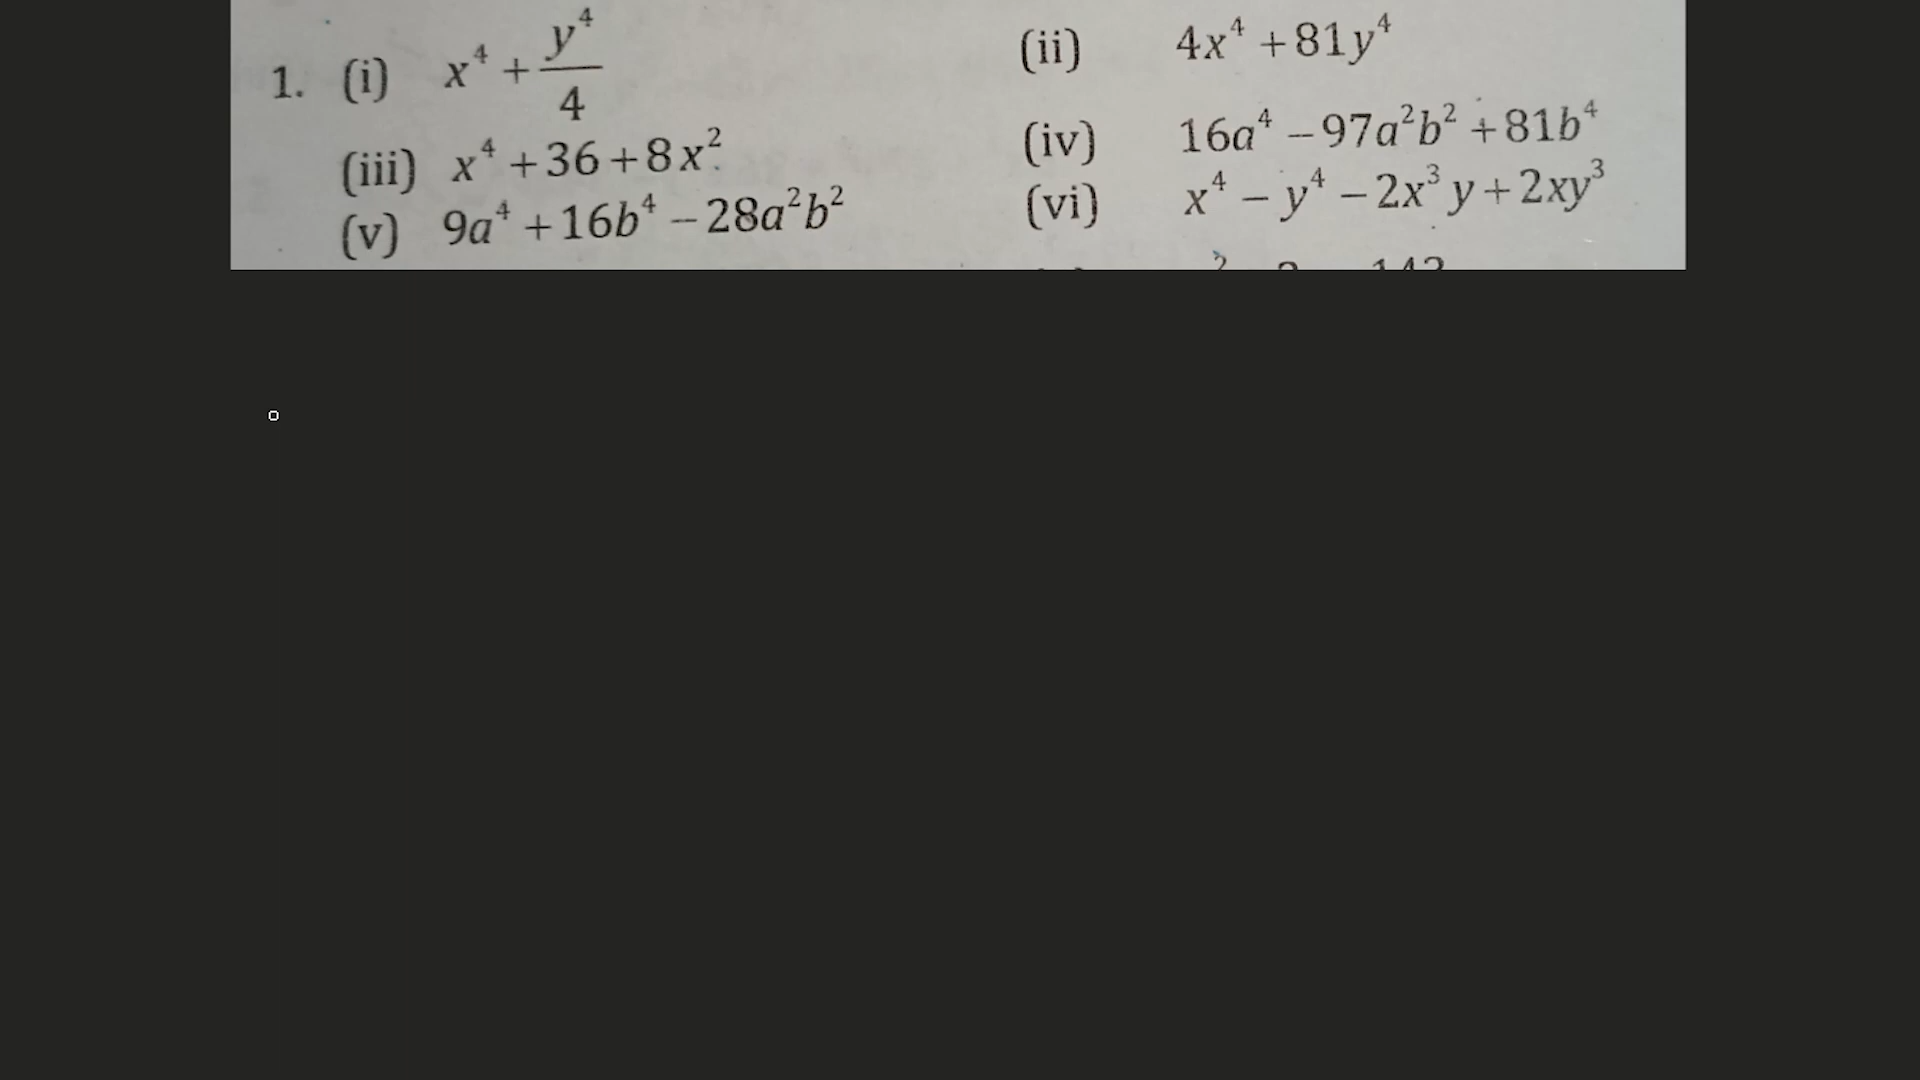 1. (i) x⁴ + y⁴/4 (ii) 4x⁴ + 81y⁴
(iii) x⁴ + 36 + 8x² (iv) 16a⁴ − 97a²b² + 81b⁴
(v) 9a⁴ + 16b⁴ − 28a²b² (vi) x⁴ − y⁴ − 2x³y + 2xy³